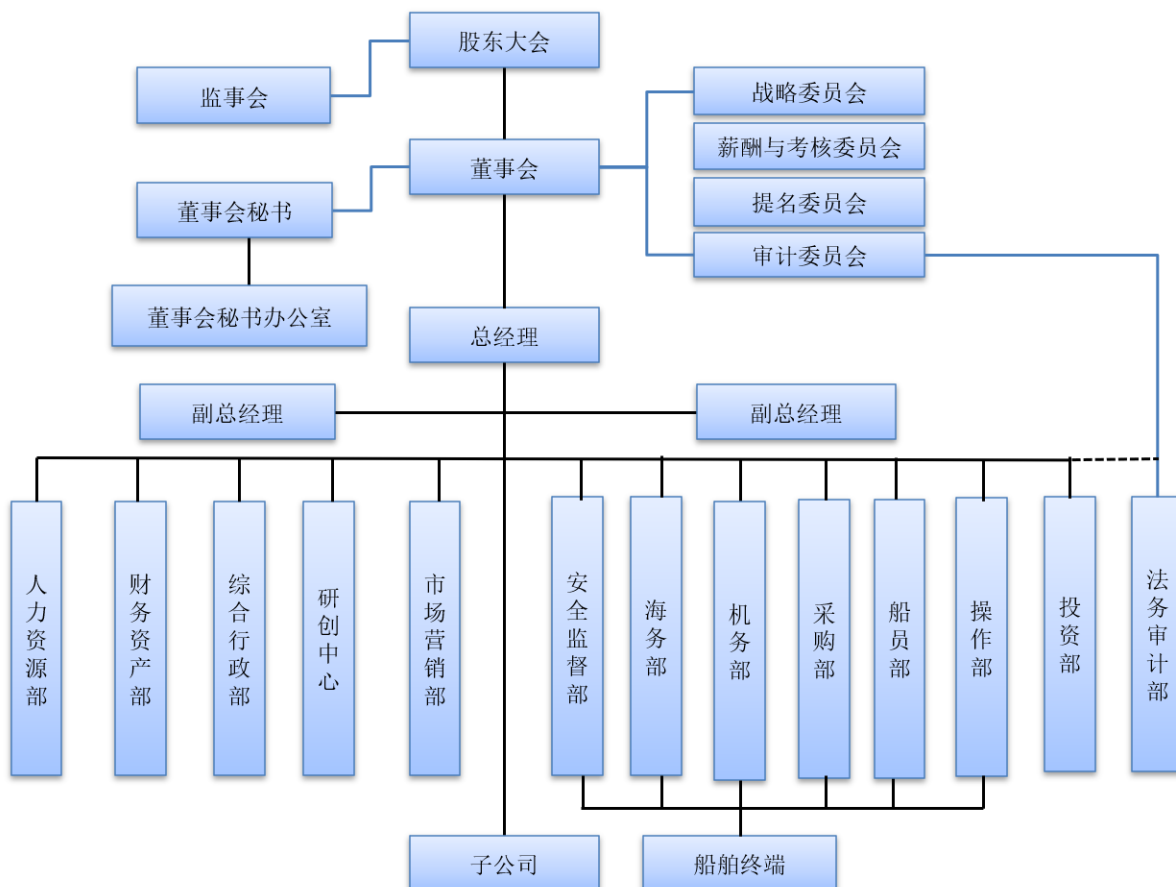 股东大会
监事会
战略委员会
薪酬与考核委员会
董事会
提名委员会
董事会秘书
审计委员会
董事会秘书办公室
总经理
副总经理
副总经理
人力资源部
财务资产部
综合行政部
研创中心
市场营销部
安全监督部
海务部
机务部
采购部
船员部
操作部
投资部
法务审计部
子公司
船舶终端